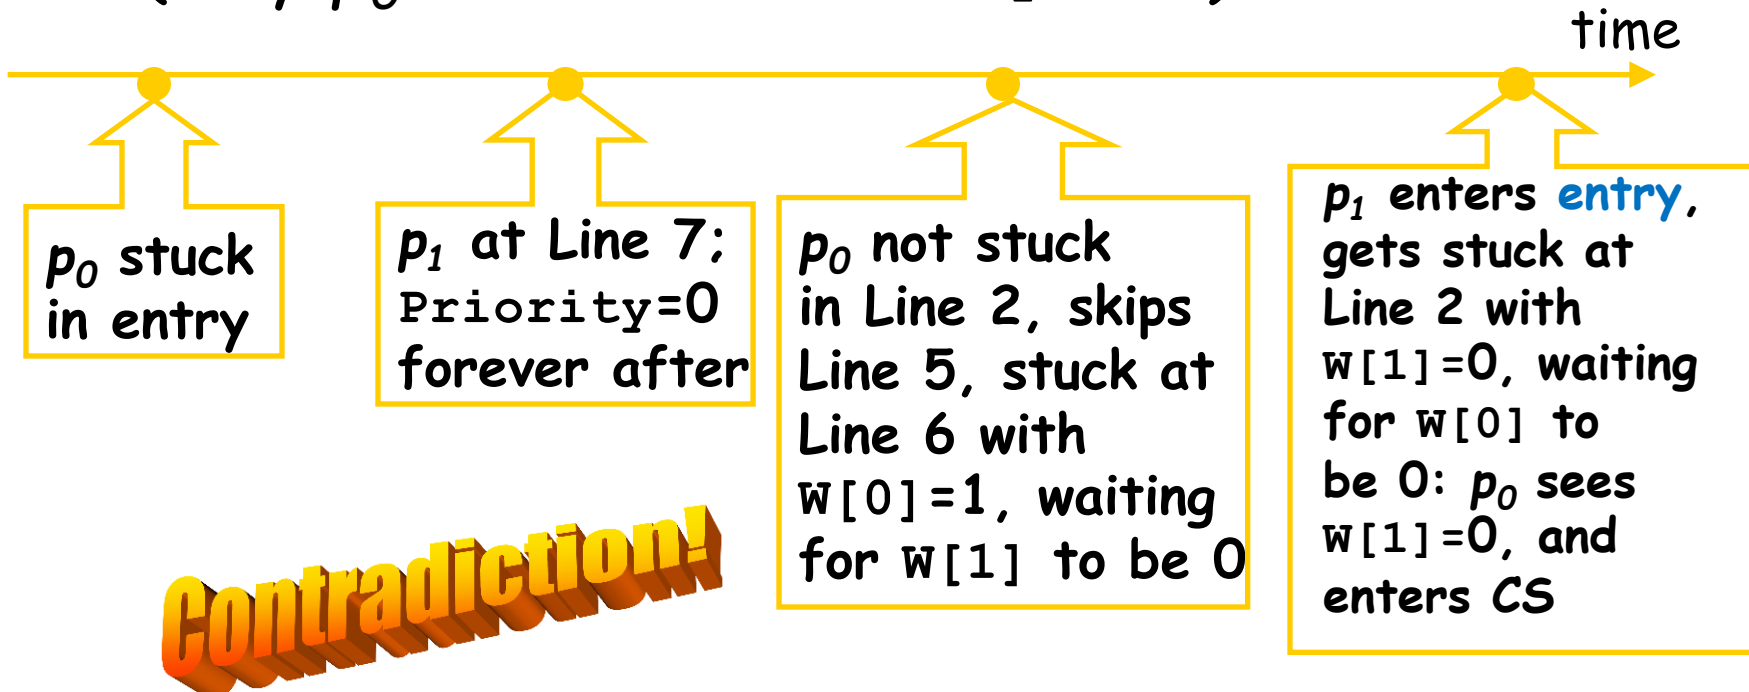 time
p0 stuck
in entry
p1 at Line 7;
Priority=0
forever after
p0 not stuck
in Line 2, skips
Line 5, stuck at
Line 6 with
W[0]=1, waiting
for W[1] to be 0
p1 enters entry,
gets stuck at
Line 2 with
W[1]=0, waiting
for W[0] to
be 0: p0 sees
W[1]=0, and
enters CS
Contradiction!